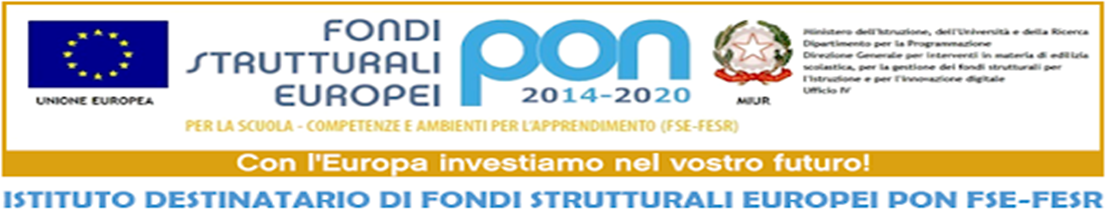 FONDI
STRUTTURALI
EUROPEI
pon
2014-2020
UNIONE EUROPEA
MIUR
Ministero dell'Istruzione, dell'Università e della Ricerca
Dipartimento per la Programmazione
Direzione Generale per interventi in materia di edilizia
scolastica, per la gestione dei fondi strutturali per
l'Istruzione e per l'Innovazione digitale
Ufficio IV
PER LA SCUOLA - COMPETENZE E AMBIENTI PER L'APPRENDIMENTO (FSE-FESR)
Con l'Europa investiamo nel vostro futuro!
ISTITUTO DESTINATARIO DI FONDI STRUTTURALI EUROPEI PON FSE-FESR